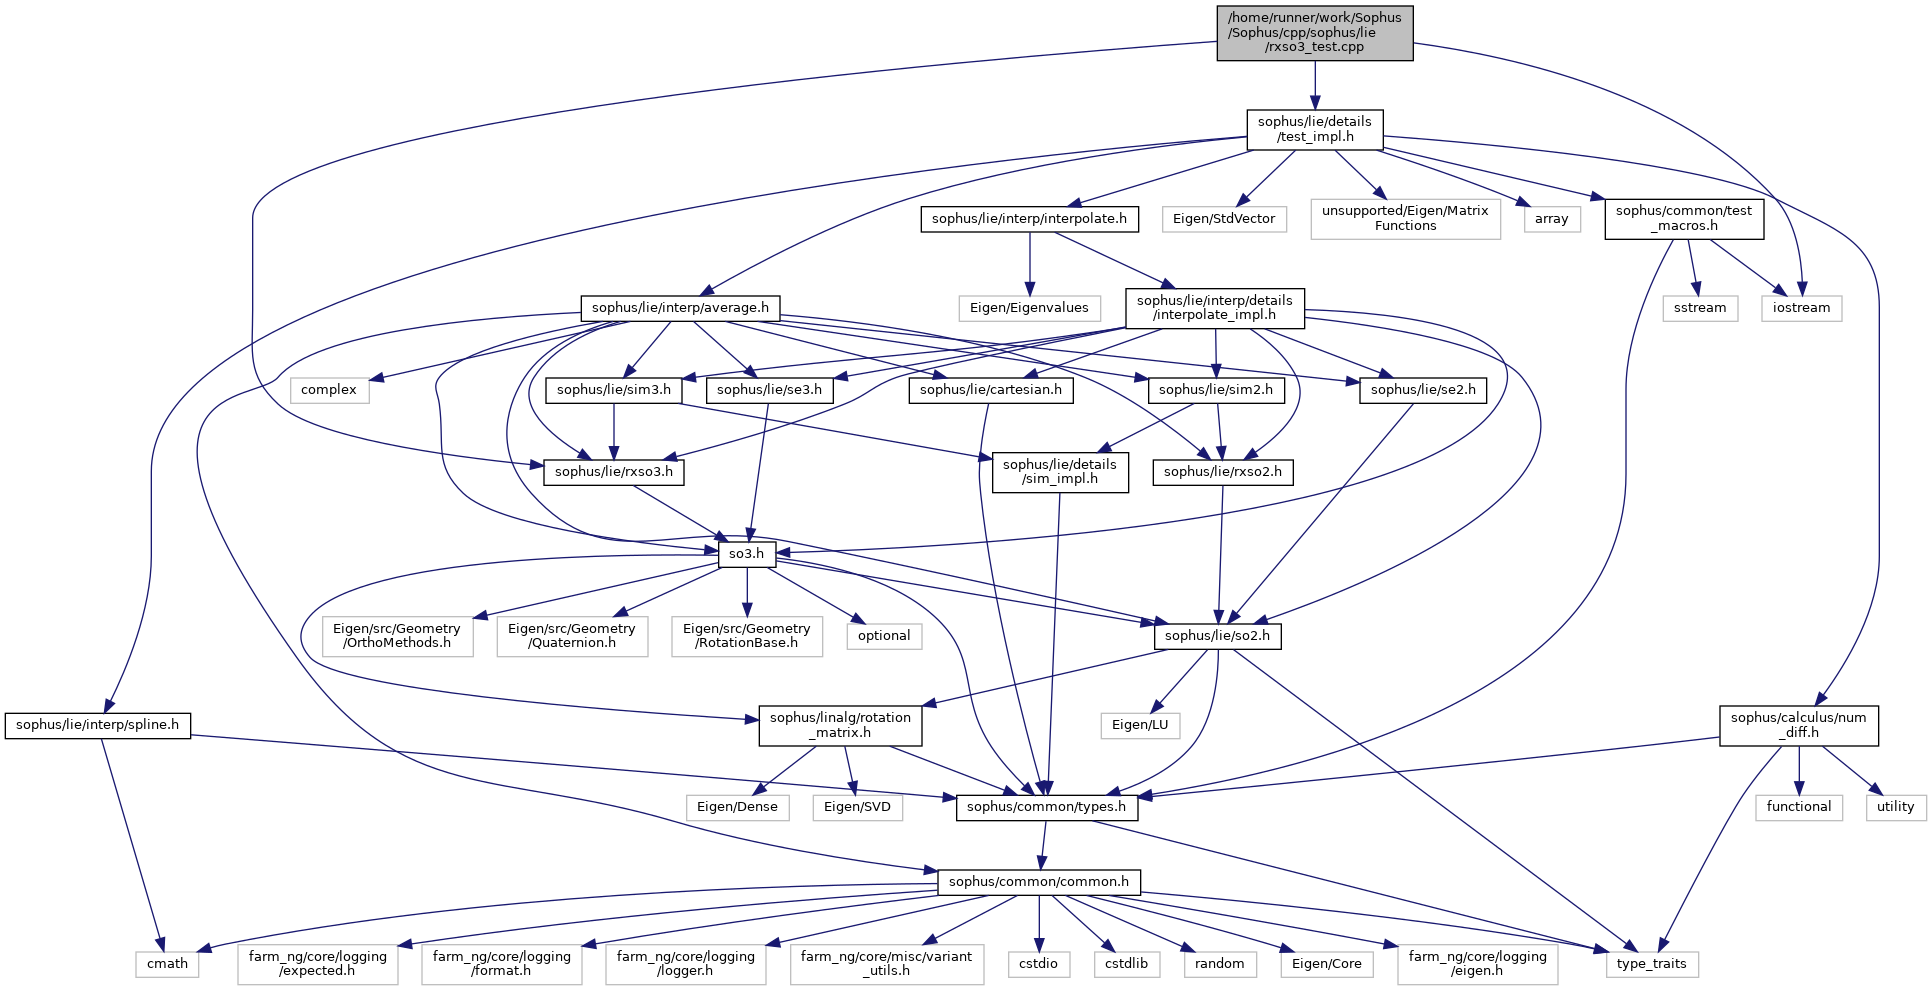 /home/runner/work/Sophus
/Sophus/cpp/sophus/lie
/rxso3_test.cpp
sophus/lie/details
/test_impl.h
sophus/lie/interp/interpolate.h
Eigen/StdVector
unsupported/Eigen/Matrix
Functions
array
sophus/common/test
_macros.h
sophus/lie/interp/average.h
Eigen/Eigenvalues
sophus/lie/interp/details
/interpolate_impl.h
sstream
iostream
complex
sophus/lie/sim3.h
sophus/lie/se3.h
sophus/lie/cartesian.h
sophus/lie/sim2.h
sophus/lie/se2.h
sophus/lie/rxso3.h
sophus/lie/details
/sim_impl.h
sophus/lie/rxso2.h
so3.h
Eigen/src/Geometry
/OrthoMethods.h
Eigen/src/Geometry
/Quaternion.h
Eigen/src/Geometry
/RotationBase.h
optional
sophus/lie/so2.h
sophus/lie/interp/spline.h
sophus/linalg/rotation
_matrix.h
Eigen/LU
sophus/calculus/num
_diff.h
Eigen/Dense
Eigen/SVD
sophus/common/types.h
functional
utility
sophus/common/common.h
cmath
farm_ng/core/logging
/expected.h
farm_ng/core/logging
/format.h
farm_ng/core/logging
/logger.h
farm_ng/core/misc/variant
_utils.h
cstdio
cstdlib
random
Eigen/Core
farm_ng/core/logging
/eigen.h
type_traits